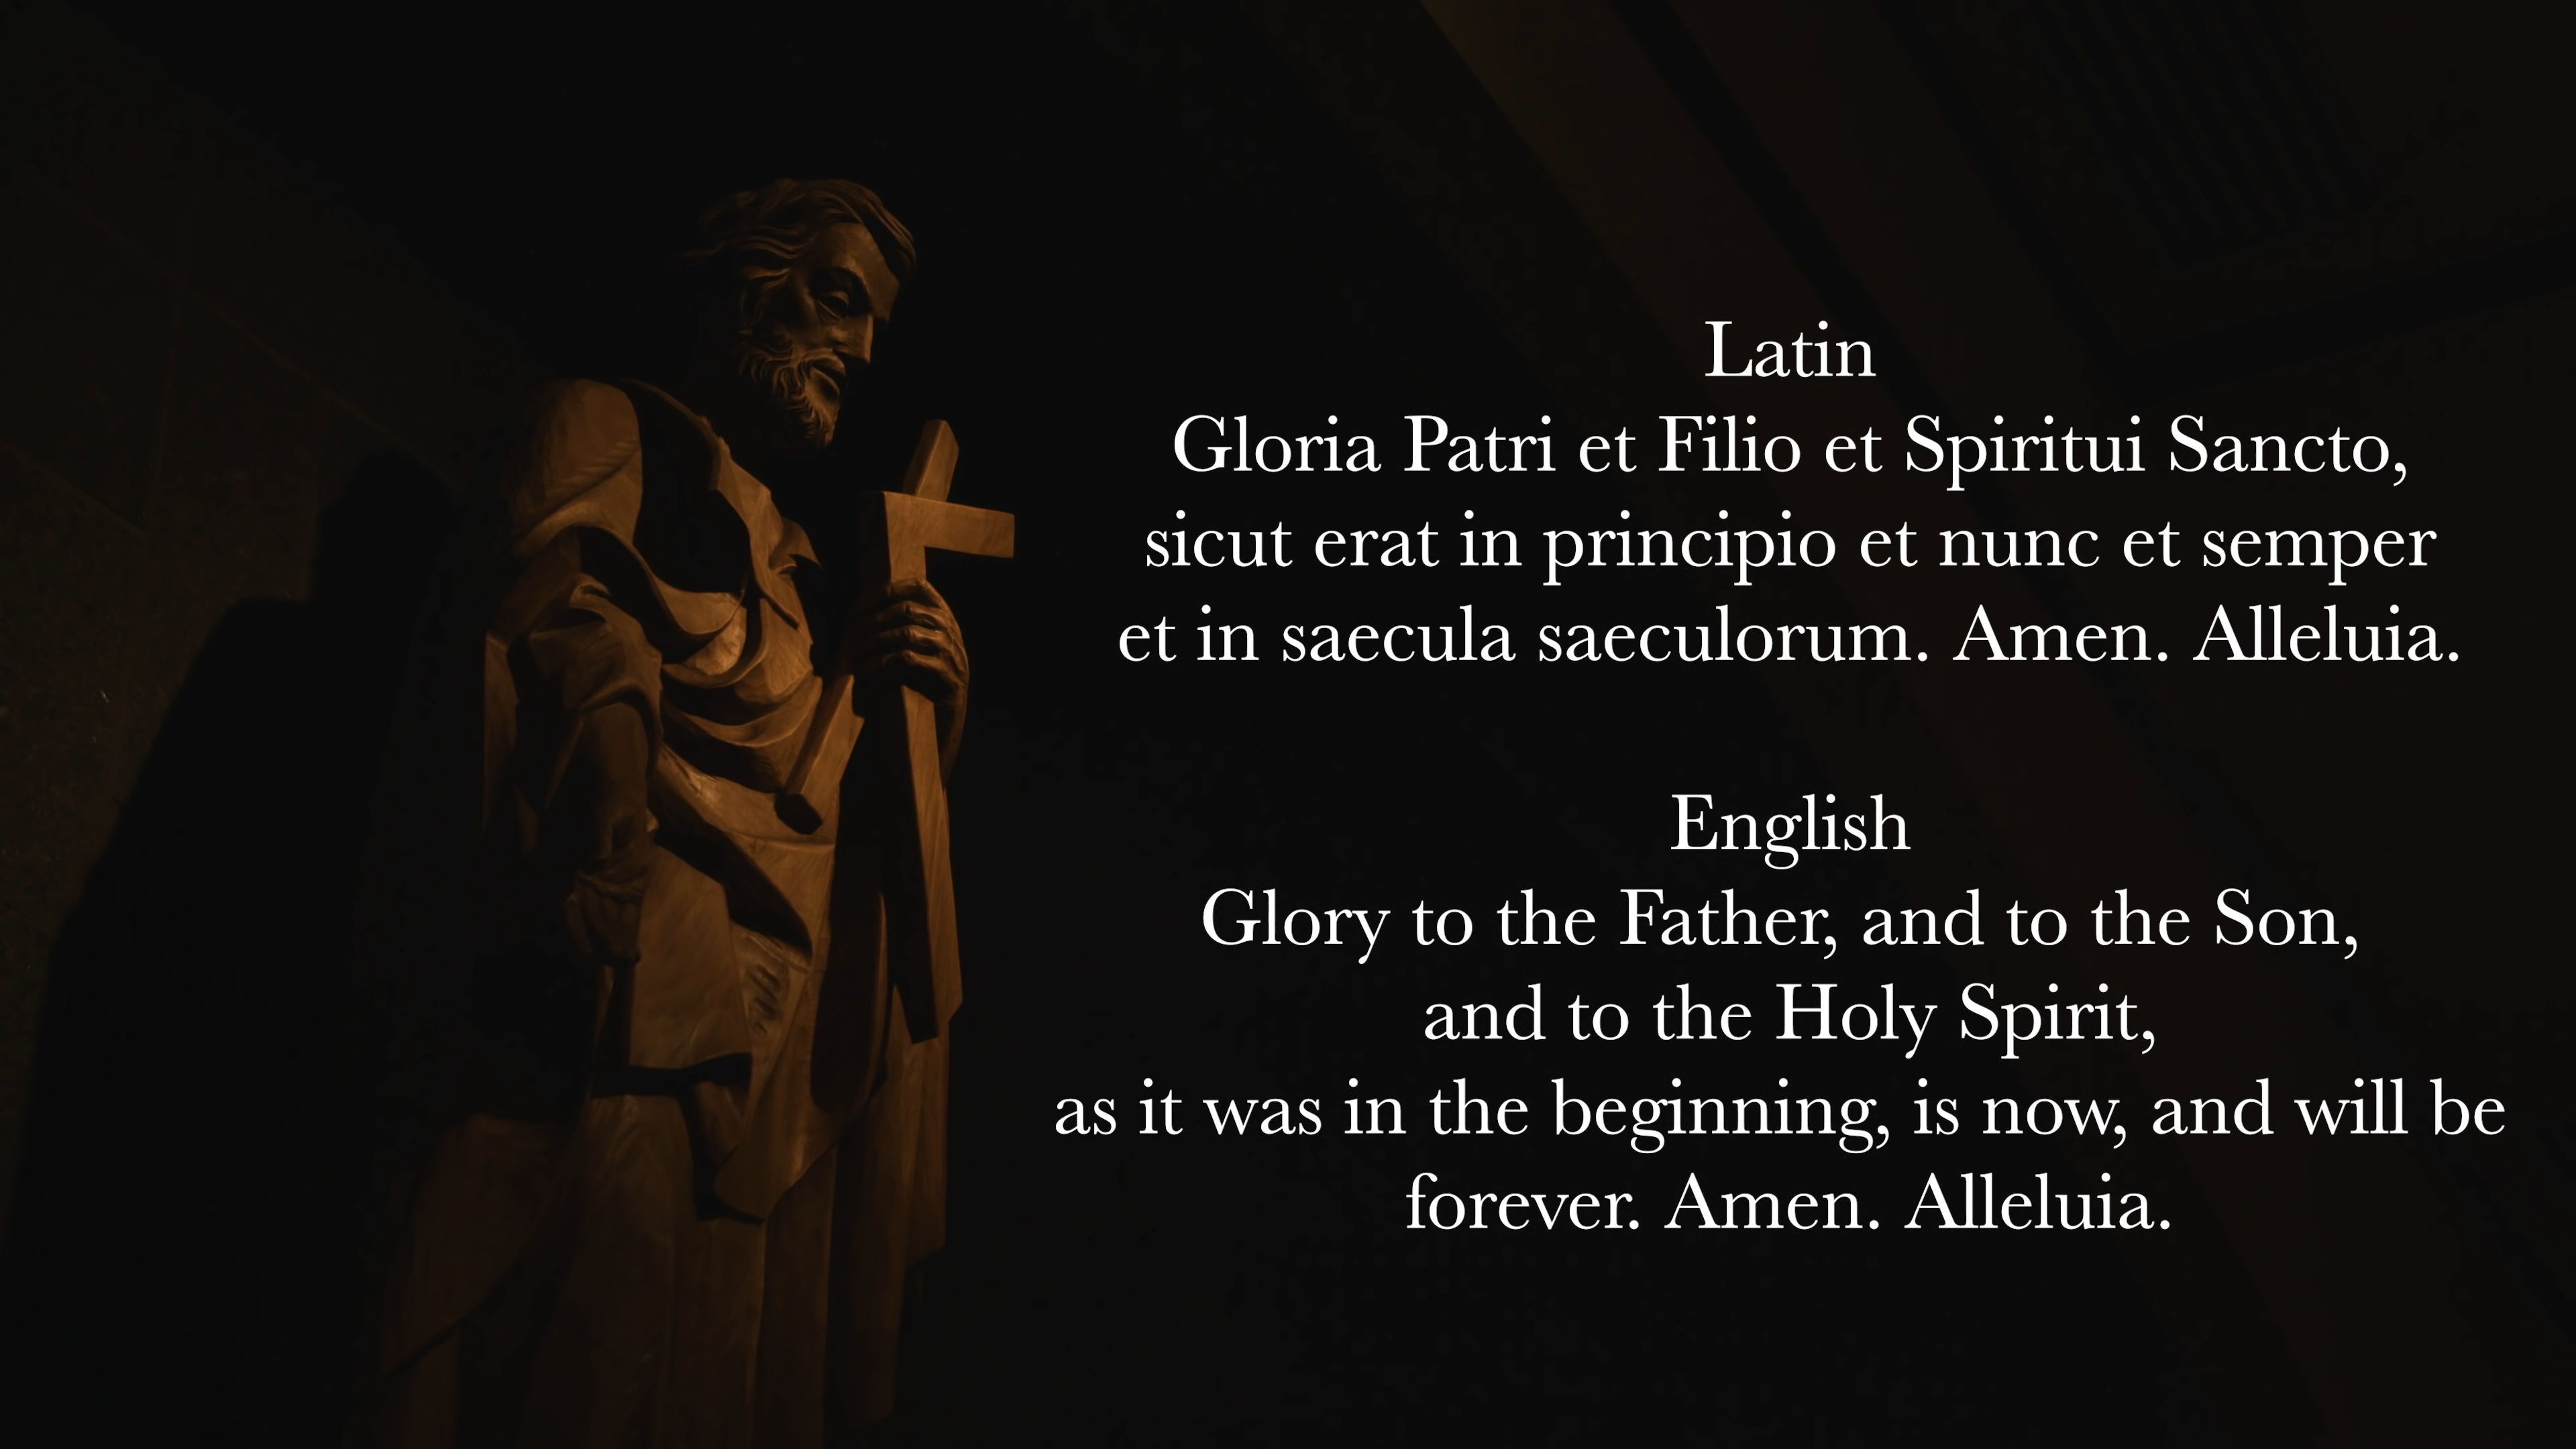 Latin
Gloria Patri et Filio et Spiritui Sancto,
sicut erat in principio et nunc et semper
et in saecula saeculorum. Amen. Alleluia.
English
Glory to the Father, and to the Son,
and to the Holy Spirit,
as it was in the beginning, is now, and will be
forever. Amen. Alleluia.